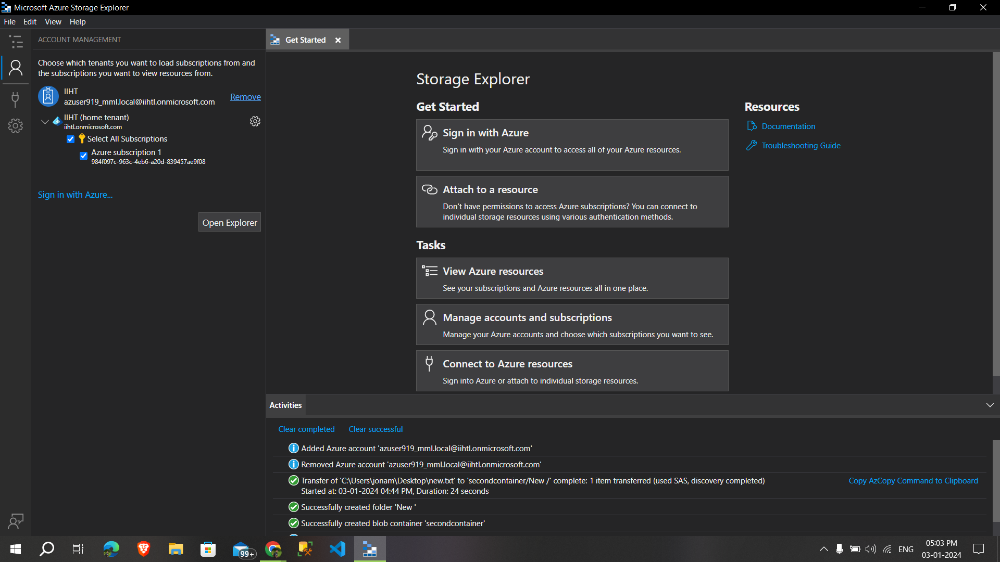 Microsoft Azure Storage Explorer
File Edit View Help
ACCOUNT MANAGEMENT
Choose which tenants you want to load subscriptions from and
the subscriptions you want to view resources from.
IIHT
azuser919_mml.local@iihtl.onmicrosoft.com
Remove
IIHT (home tenant)
iihtl.onmicrosoft.com
Select All Subscriptions
Azure subscription 1
984f097c-963c-4eb6-a20d-839457ae9f08
Sign in with Azure...
Open Explorer
Get Started
Storage Explorer
Get Started
Sign in with Azure
Sign in with your Azure account to access all of your Azure resources.
Attach to a resource
Don't have permissions to access Azure subscriptions? You can connect to
individual storage resources using various authentication methods.
Tasks
View Azure resources
See your subscriptions and Azure resources all in one place.
Manage accounts and subscriptions
Manage your Azure accounts and choose which subscriptions you want to see.
Connect to Azure resources
Sign into Azure or attach to individual storage resources.
Resources
Documentation
Troubleshooting Guide
Activities
Clear completed Clear successful
Added Azure account 'azuser919_mml.local@iihtl.onmicrosoft.com'
Removed Azure account 'azuser919_mml.local@iihtl.onmicrosoft.com'
Transfer of 'C:\Users\jonam\Desktop\new.txt' to 'secondcontainer/New /' complete: 1 item transferred (used SAS, discovery completed)
Started at: 03-01-2024 04:44 PM, Duration: 24 seconds
Copy AzCopy Command to Clipboard
Successfully created folder 'New '
Successfully created blob container 'secondcontainer'
99+
ENG
05:03 PM
03-01-2024